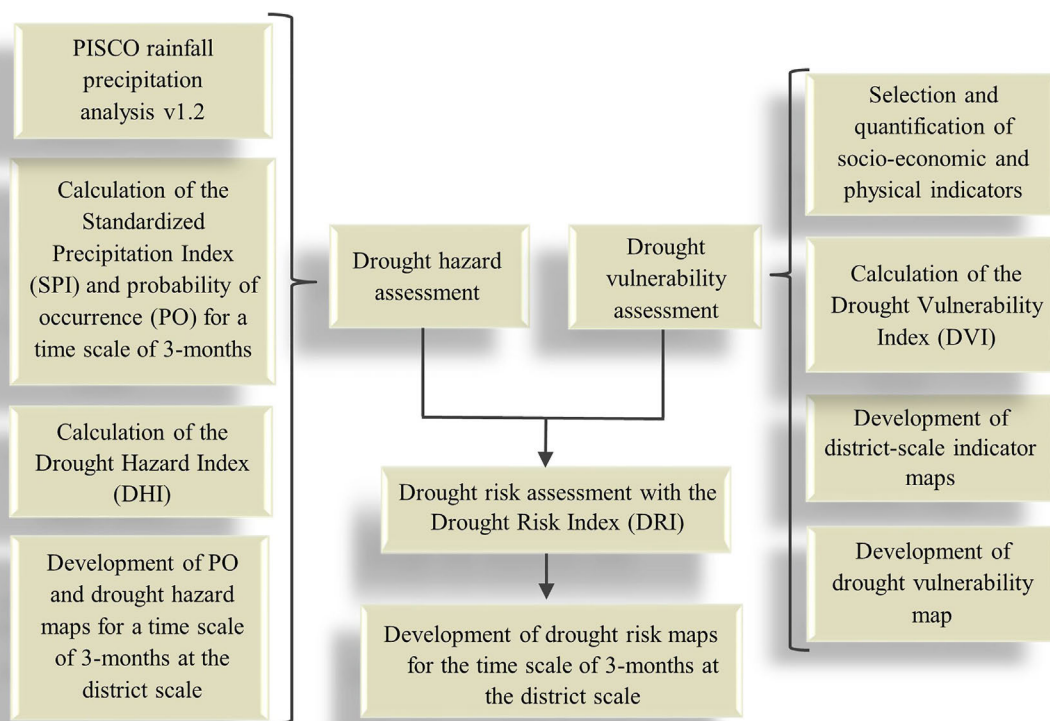 PISCO rainfall
precipitation
analysis v1.2
Calculation of the
Standardized
Precipitation Index
(SPI) and probability of
occurrence (PO) for a
time scale of 3-months
Calculation of the
Drought Hazard Index
(DHI)
Development of PO
and drought hazard
maps for a time scale
of 3-months at the
district scale
Drought hazard
assessment
Drought
vulnerability
assessment
Drought risk assessment with the
Drought Risk Index (DRI)
Development of drought risk maps
for the time scale of 3-months at
the district scale
Selection and
quantification of
socio-economic and
physical indicators
Calculation of the
Drought Vulnerability
Index (DVI)
Development of
district-scale indicator
maps
Development of
drought vulnerability
map